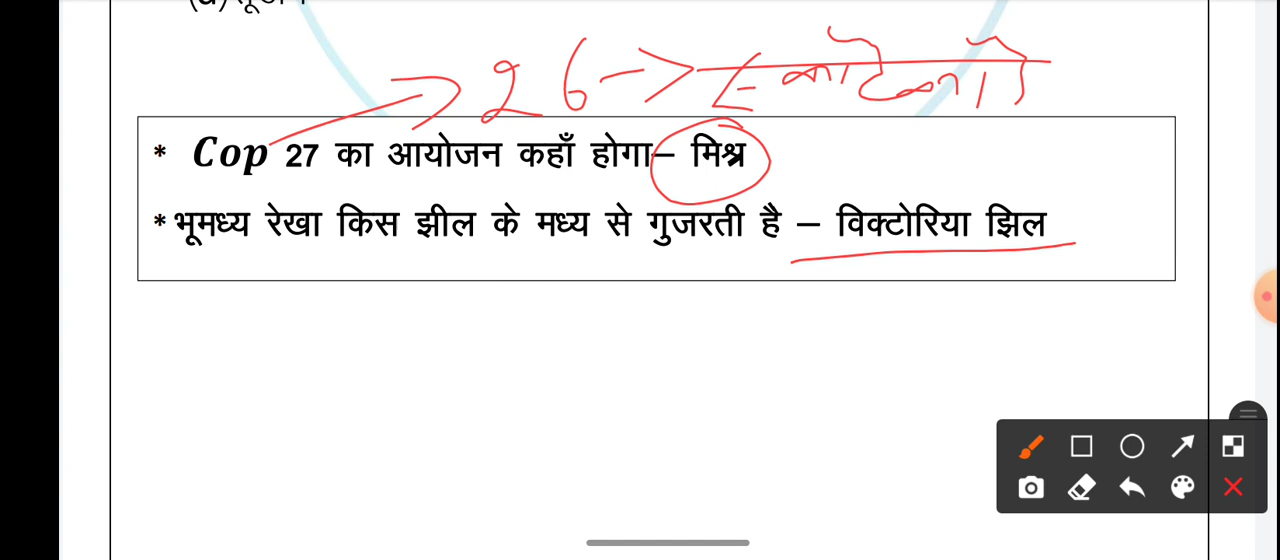 26
* Cop 27 का आयोजन कहाँ होगा– मिश्र
* भूमध्य रेखा किस झील के मध्य से गुजरती है – विक्टोरिया झिल